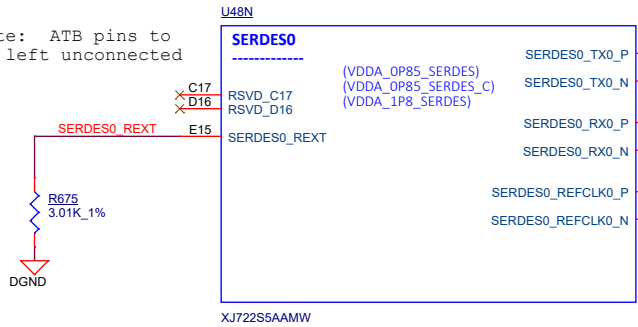 U48N
te: ATB pins to
left unconnected
SERDES0
-------------
(VDDA_0P85_SERDES)
(VDDA_0P85_SERDES_C)
(VDDA_1P8_SERDES)
SERDES0_TX0_P
SERDES0_TX0_N
C17
RSVD_C17
D16
RSVD_D16
SERDES0_REXT
E15
SERDES0_REXT
SERDES0_RX0_P
SERDES0_RX0_N
R675
3.01K_1%
SERDES0_REFCLK0_P
SERDES0_REFCLK0_N
DGND
XJ722S5AAMW